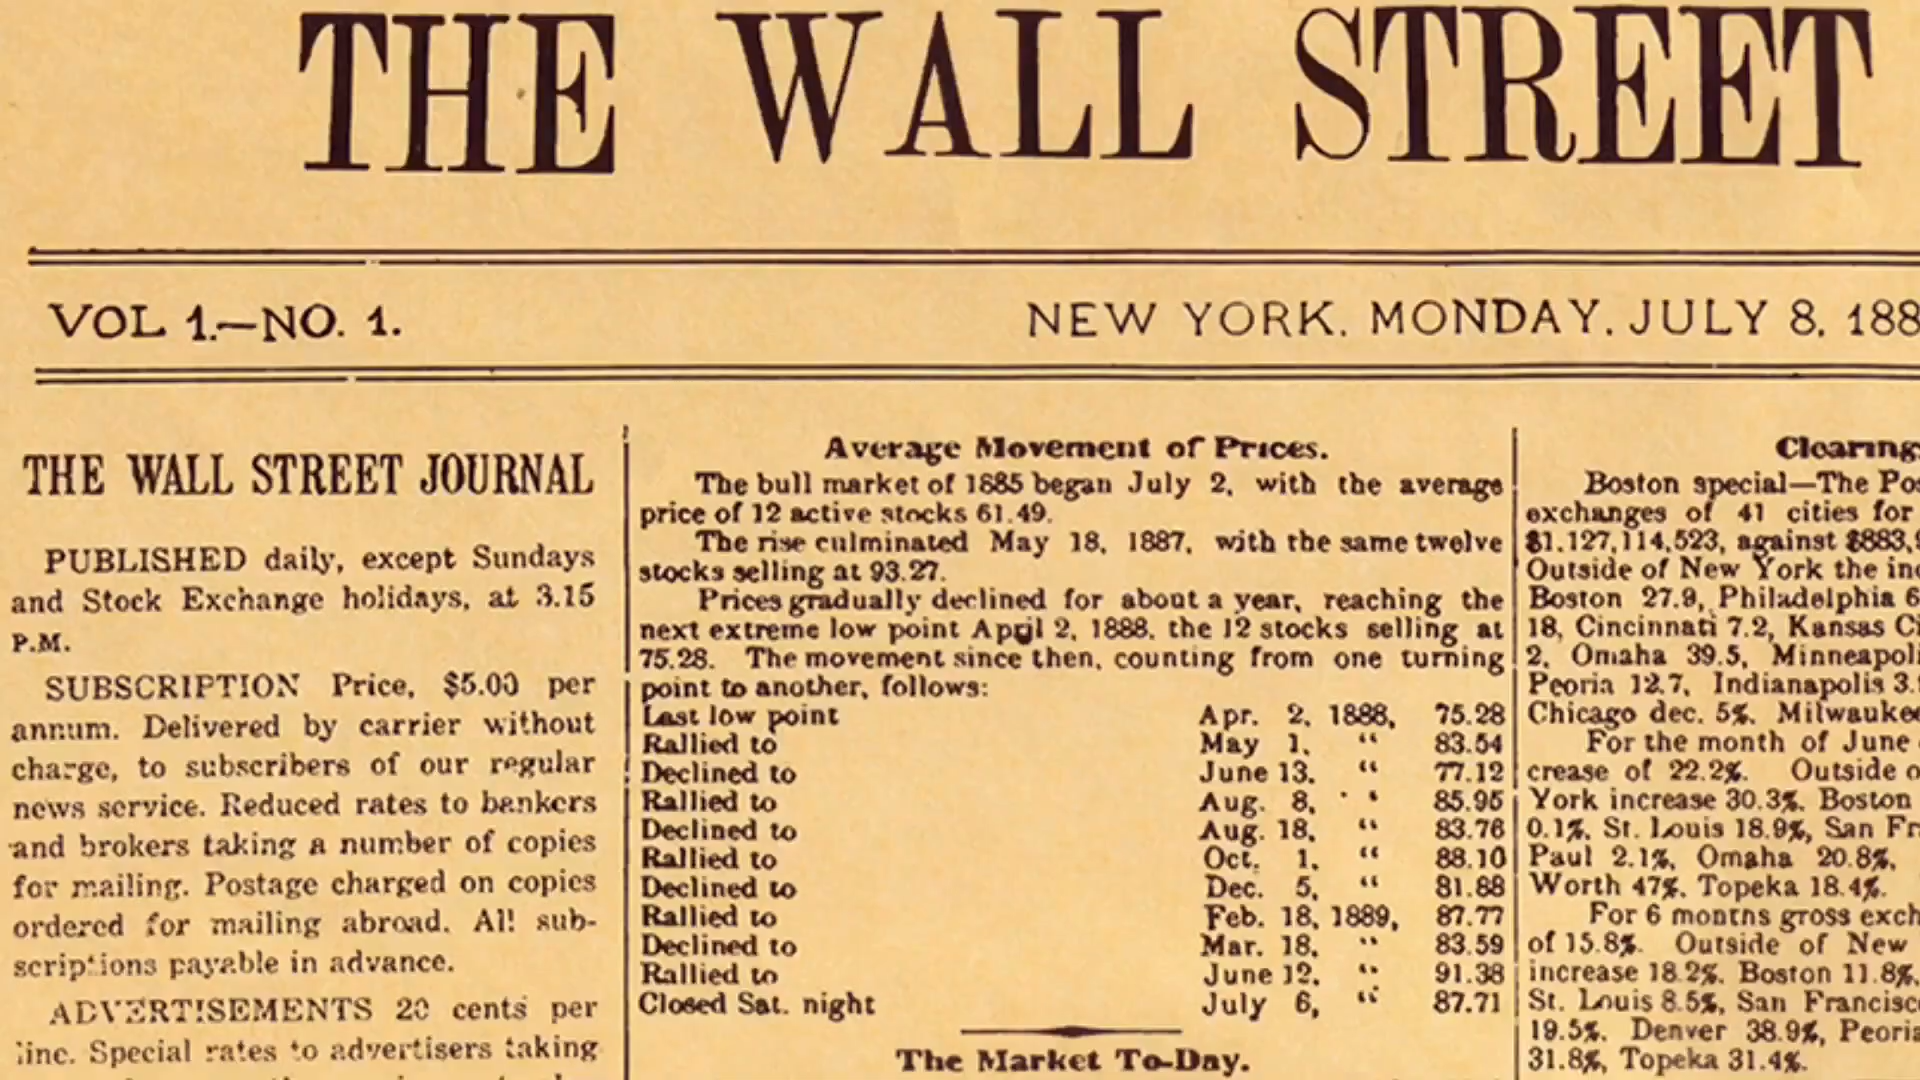 THE WALL STREET
VOL 1.—NO. 1.
NEW YORK, MONDAY, JULY 8, 188
THE WALL STREET JOURNAL
PUBLISHED daily, except Sundays
and Stock Exchange holidays, at 3.15
P.M.
SUBSCRIPTION Price, $5.00 per
annum. Delivered by carrier without
charge, to subscribers of our regular
news service. Reduced rates to bankers
and brokers taking a number of copies
for mailing. Postage charged on copies
ordered for mailing abroad. All sub-
scriptions payable in advance.
ADVERTISEMENTS 20 cents per
line. Special rates to advertisers taking
Average Movement of Prices.
The bull market of 1885 began July 2, with the average
price of 12 active stocks 61.49.
The rise culminated May 18, 1887, with the same twelve
stocks selling at 93.27.
Prices gradually declined for about a year, reaching the
next extreme low point April 2, 1888, the 12 stocks selling at
75.28. The movement since then, counting from one turning
point to another, follows:
Last low point Apr. 2, 1888, 75.28
Rallied to May 1, “ 83.54
Declined to June 13, “ 77.12
Rallied to Aug. 8, “ 85.95
Declined to Aug. 18, “ 83.76
Rallied to Oct. 1, “ 88.10
Declined to Dec. 5, “ 81.88
Rallied to Feb. 18, 1889, 87.77
Declined to Mar. 18, “ 83.59
Rallied to June 12, “ 91.38
Closed Sat. night July 6, “ 87.71
The Market To-Day.
Clearing
Boston special—The Pos
exchanges of 41 cities for
$1,127,114,523, against $883,9
Outside of New York the inc
Boston 27.9, Philadelphia 6
18, Cincinnati 7.2, Kansas Ci
2, Omaha 39.5, Minneapoli
Peoria 12.7, Indianapolis 3.
Chicago dec. 5%. Milwaukee
For the month of June
crease of 22.2%. Outside o
York increase 30.3%. Boston
0.1%, St. Louis 18.9%, San Fr
Paul 2.1%, Omaha 20.8%,
Worth 47%. Topeka 18.4%.
For 6 months gross exch
of 15.8%. Outside of New
increase 18.2%. Boston 11.8%,
St. Louis 8.5%, San Francisc
19.5%. Denver 38.9%, Peoria
31.8%, Topeka 31.4%.